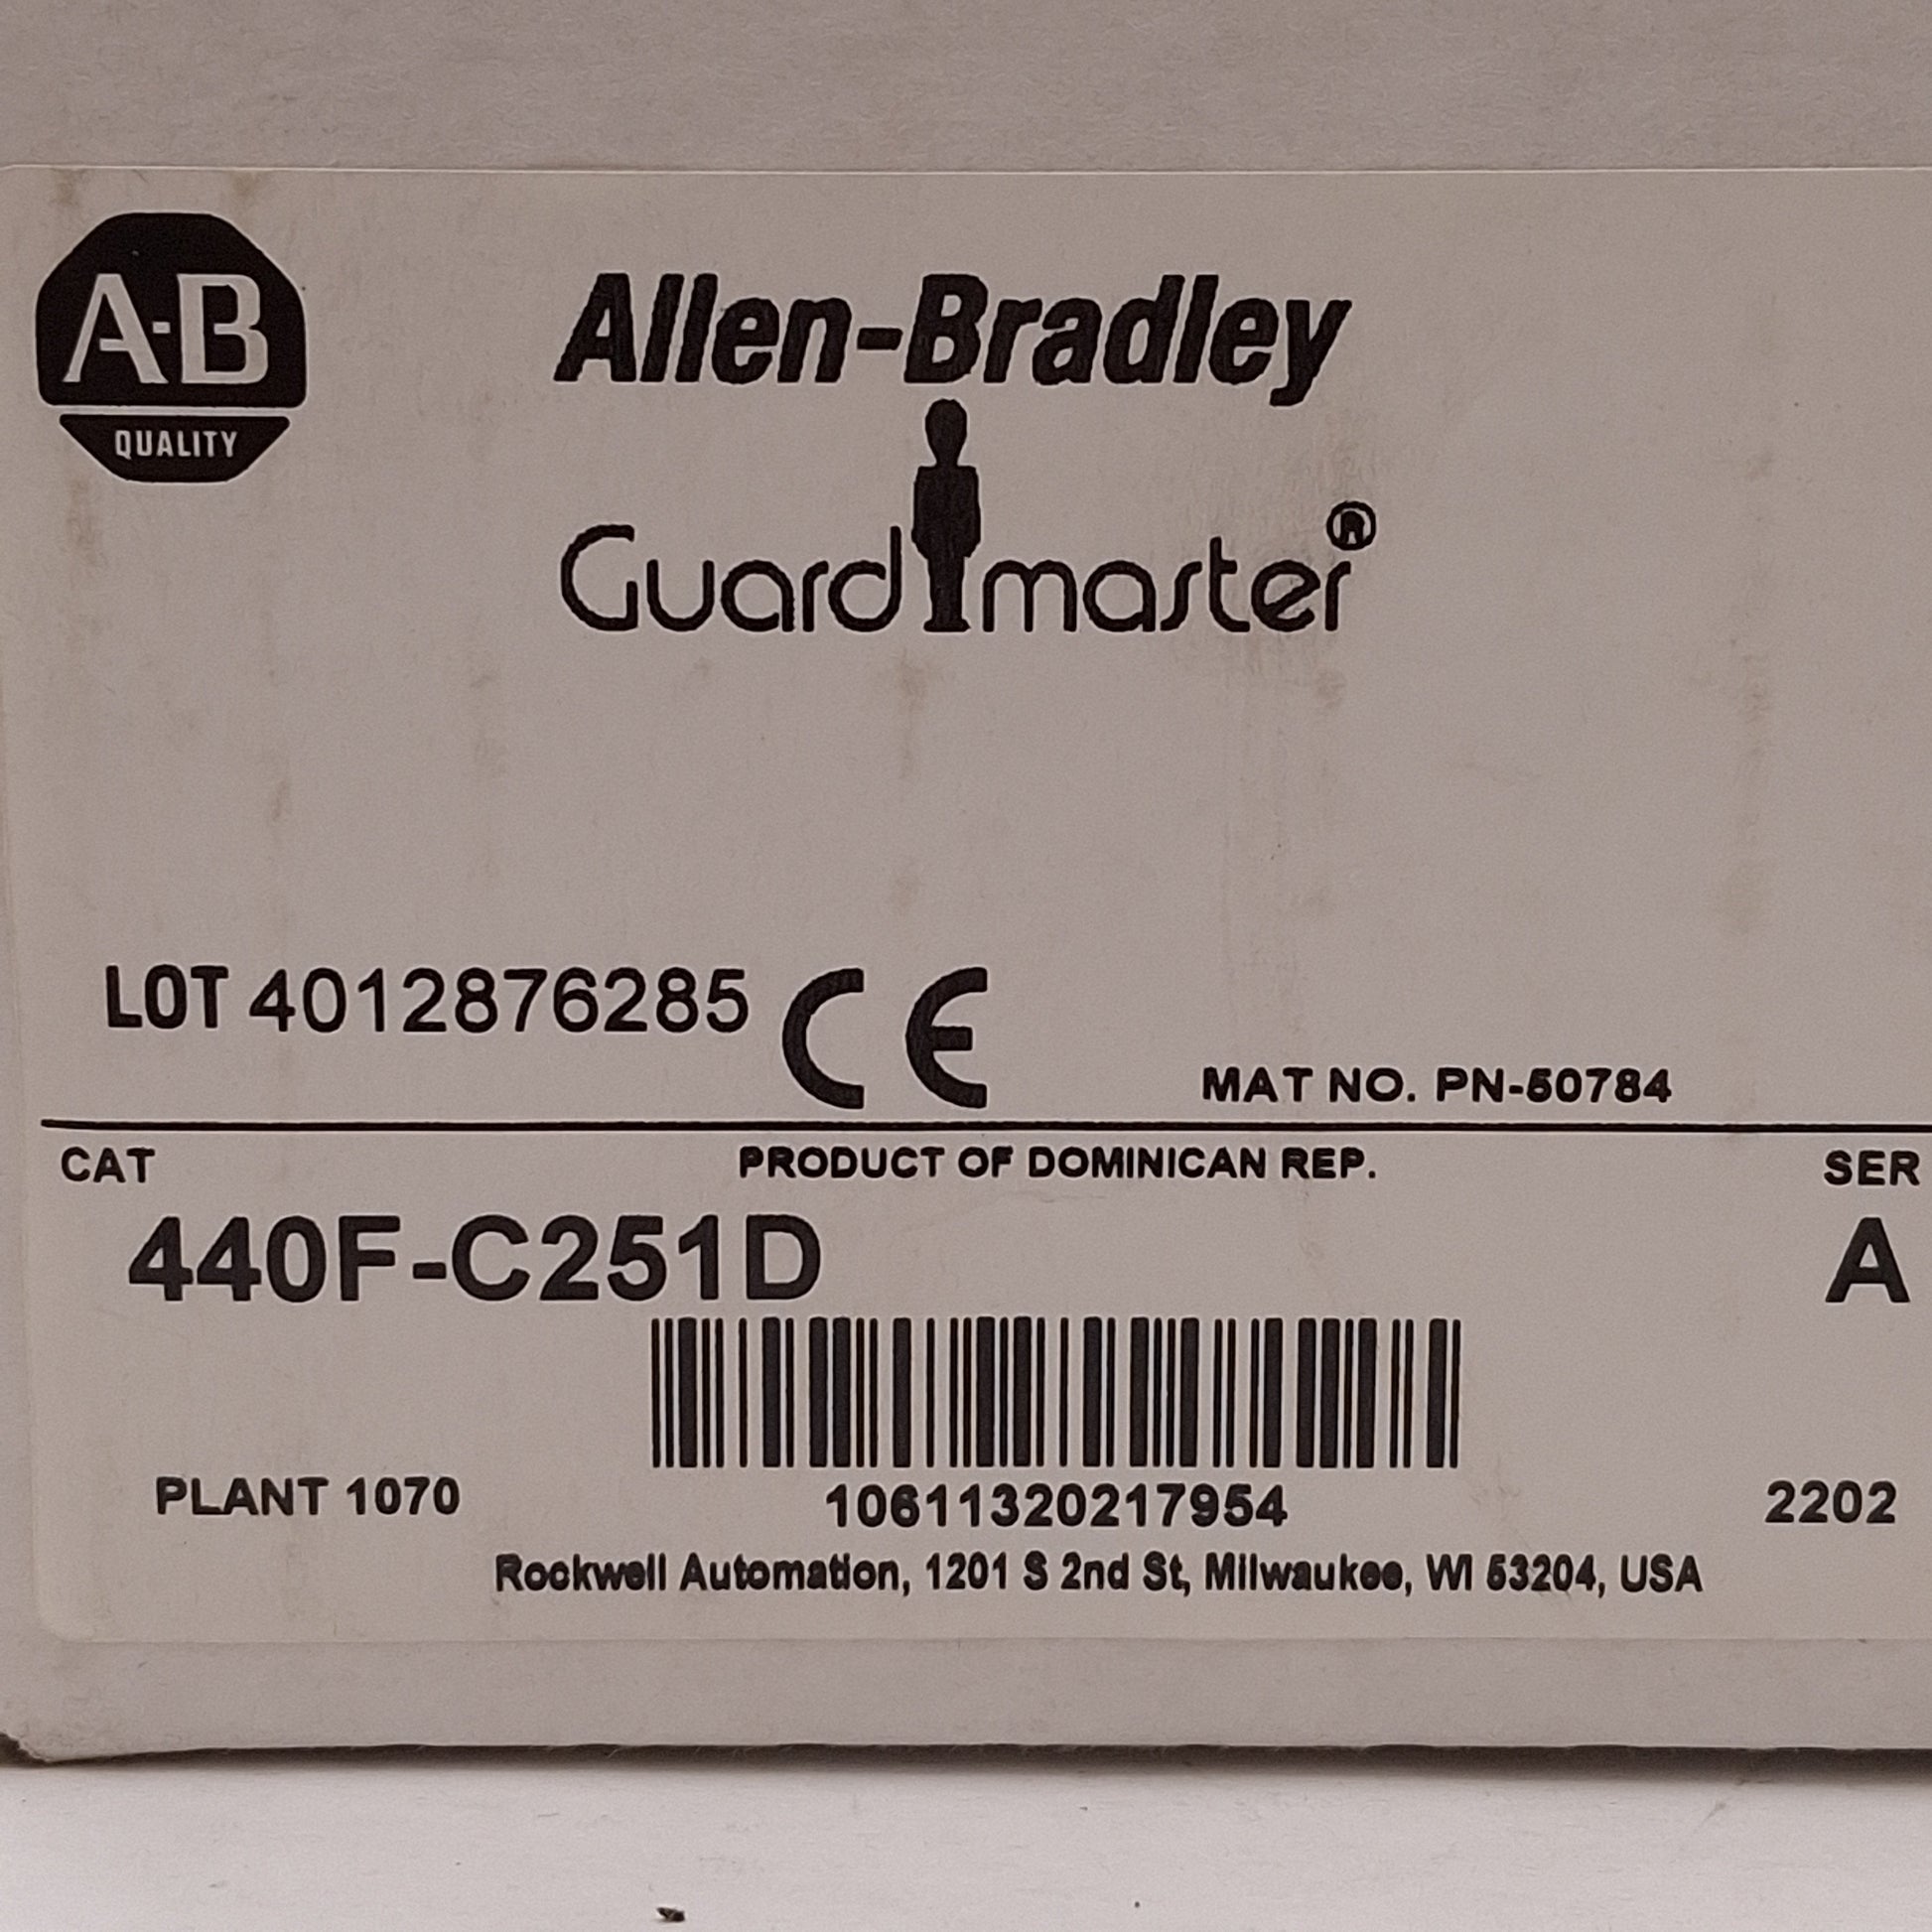 A-B
QUALITY
Allen-Bradley
Guardmaster®
LOT 4012876285 CE
MAT NO. PN-50784
CAT
PRODUCT OF DOMINICAN REP.
SER
440F-C251D
A
PLANT 1070
10611320217954
2202
Rockwell Automation, 1201 S 2nd St, Milwaukee, WI 53204, USA